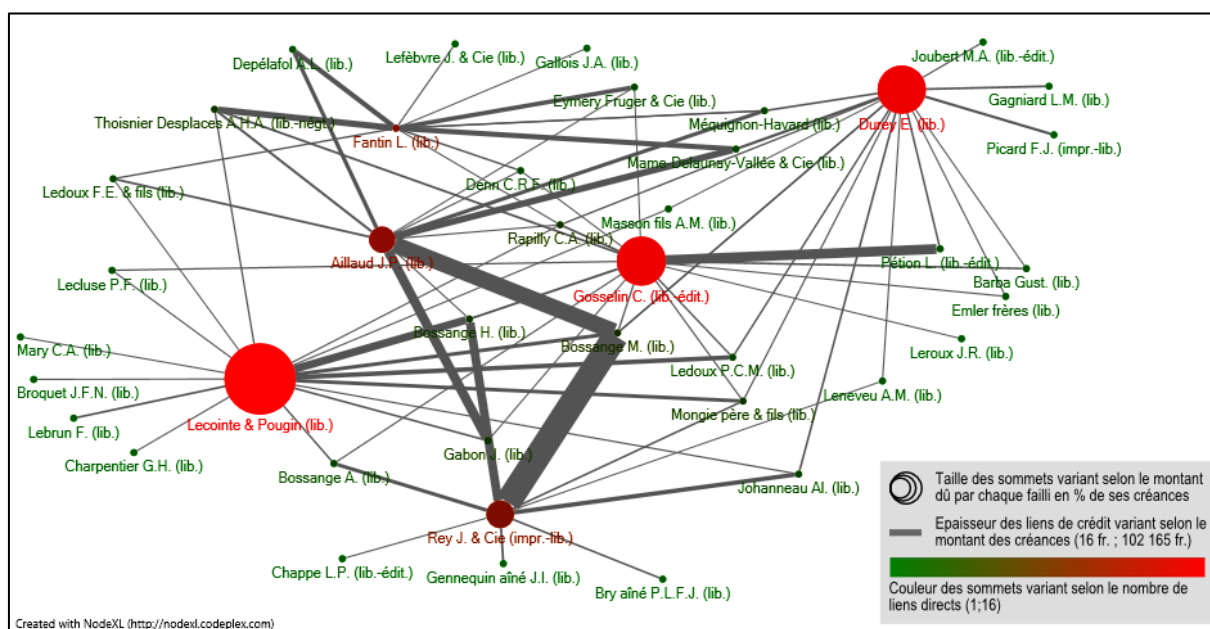 Depélafol A.L. (lib.)
Lefèbvre J. & Cie (lib.)
Gallois J.A. (lib.)
Joubert M.A. (lib.-édit.)
Eymery Fruger & Cie (lib.)
Gagniard L.M. (lib.)
Thoisnier Desplaces A.H.A. (lib.-négt.)
Méquignon-Havard (lib.)
Durey E. (lib.)
Fantin L. (lib.)
Picard F.J. (impr.-lib.)
Mame-Delaunay-Vallée & Cie (lib.)
Ledoux F.E. & fils (lib.)
Denn C.R.F. (lib.)
Masson fils A.M. (lib.)
Rapilly C.A. (lib.)
Aillaud J.P. (lib.)
Pétion L. (lib.-édit.)
Lecluse P.F. (lib.)
Gosselin C. (lib.-édit.)
Barba Gust. (lib.)
Emler frères (lib.)
Bossange H. (lib.)
Bossange M. (lib.)
Mary C.A. (lib.)
Leroux J.R. (lib.)
Ledoux P.C.M. (lib.)
Broquet J.F.N. (lib.)
Leneveu A.M. (lib.)
Mongie père & fils (lib.)
Lecointe & Pougin (lib.)
Lebrun F. (lib.)
Gabon J. (lib.)
Charpentier G.H. (lib.)
Bossange A. (lib.)
Johanneau Al. (lib.)
Rey J. & Cie (impr.-lib.)
Chappe L.P. (lib.-édit.)
Gennequin aîné J.I. (lib.)
Bry aîné P.L.F.J. (lib.)
Taille des sommets variant selon le montant
dû par chaque failli en % de ses créances
Epaisseur des liens de crédit variant selon le
montant des créances (16 fr. ; 102 165 fr.)
Couleur des sommets variant selon le nombre de
liens directs (1;16)
Created with NodeXL (http://nodexl.codeplex.com)